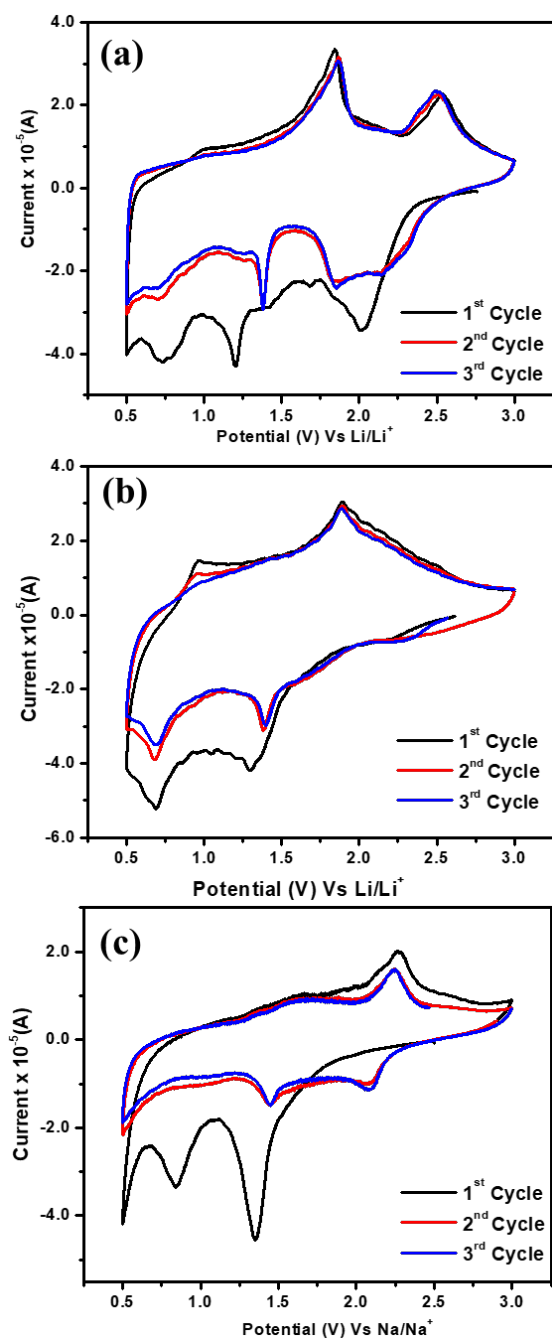 (a)
4.0
2.0
0.0
-2.0
-4.0
Current x 10⁻⁵(A)
1ˢᵗ Cycle
2ⁿᵈ Cycle
3ʳᵈ Cycle
0.5 1.0 1.5 2.0 2.5 3.0
Potential (V) Vs Li/Li⁺
(b)
4.0
2.0
0.0
-2.0
-4.0
-6.0
Current x10⁻⁵(A)
1ˢᵗ Cycle
2ⁿᵈ Cycle
3ʳᵈ Cycle
0.5 1.0 1.5 2.0 2.5 3.0
Potential (V) Vs Li/Li⁺
(c)
2.0
0.0
-2.0
-4.0
Current x 10⁻⁵(A)
1ˢᵗ Cycle
2ⁿᵈ Cycle
3ʳᵈ Cycle
0.5 1.0 1.5 2.0 2.5 3.0
Potential (V) Vs Na/Na⁺